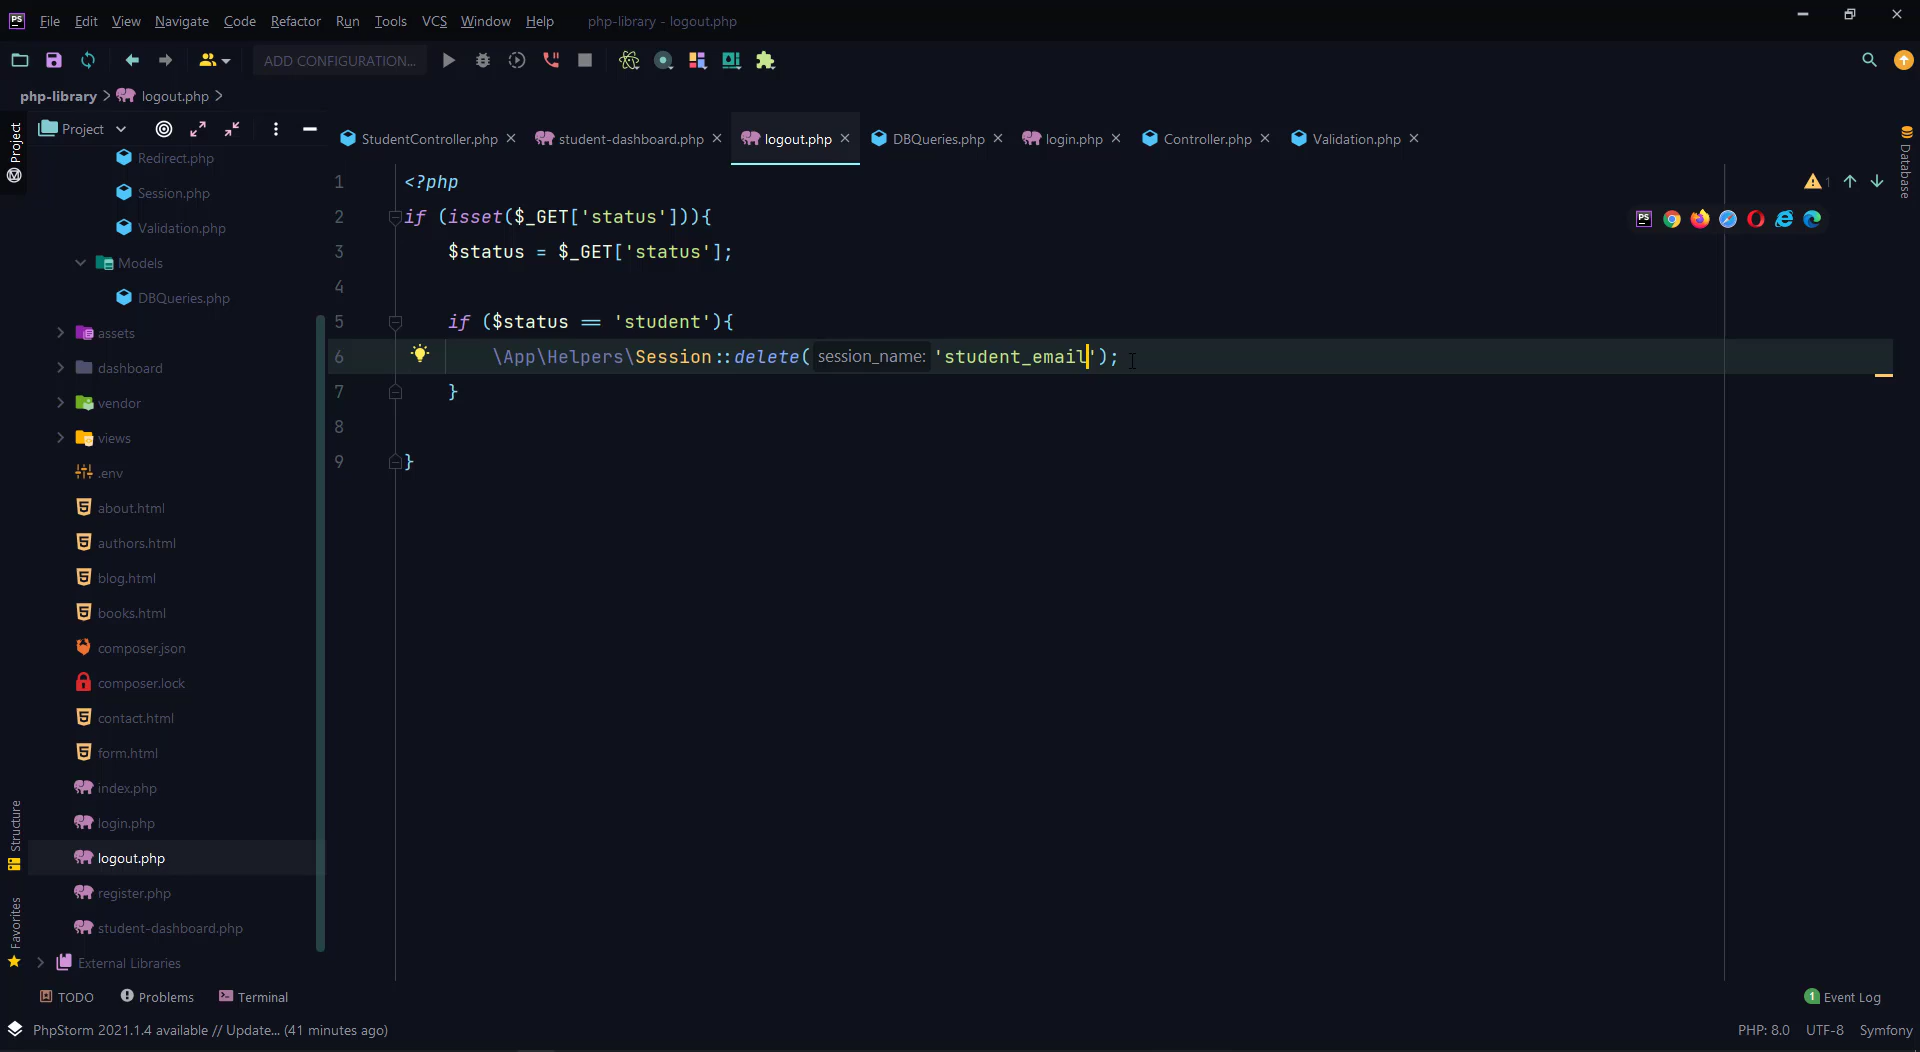 PS File Edit View Navigate Code Refactor Run Tools VCS Window Help php-library - logout.php
ADD CONFIGURATION...
php-library > logout.php >
Project
StudentController.php student-dashboard.php logout.php DBQueries.php login.php Controller.php Validation.php
Project
Database
Redirect.php
Session.php
Validation.php
Models
DBQueries.php
assets
dashboard
vendor
views
.env
about.html
authors.html
blog.html
books.html
composer.json
composer.lock
contact.html
form.html
index.php
login.php
logout.php
register.php
student-dashboard.php
External Libraries
Structure
Favorites
1 <?php
2 if (isset($_GET['status'])){
3 $status = $_GET['status'];
4
5 if ($status == 'student'){
6 \App\Helpers\Session::delete( session_name: 'student_email');
7 }
8
9 }
1
PS
TODO Problems Terminal
1 Event Log
PhpStorm 2021.1.4 available // Update... (41 minutes ago)
PHP: 8.0 UTF-8 Symfony